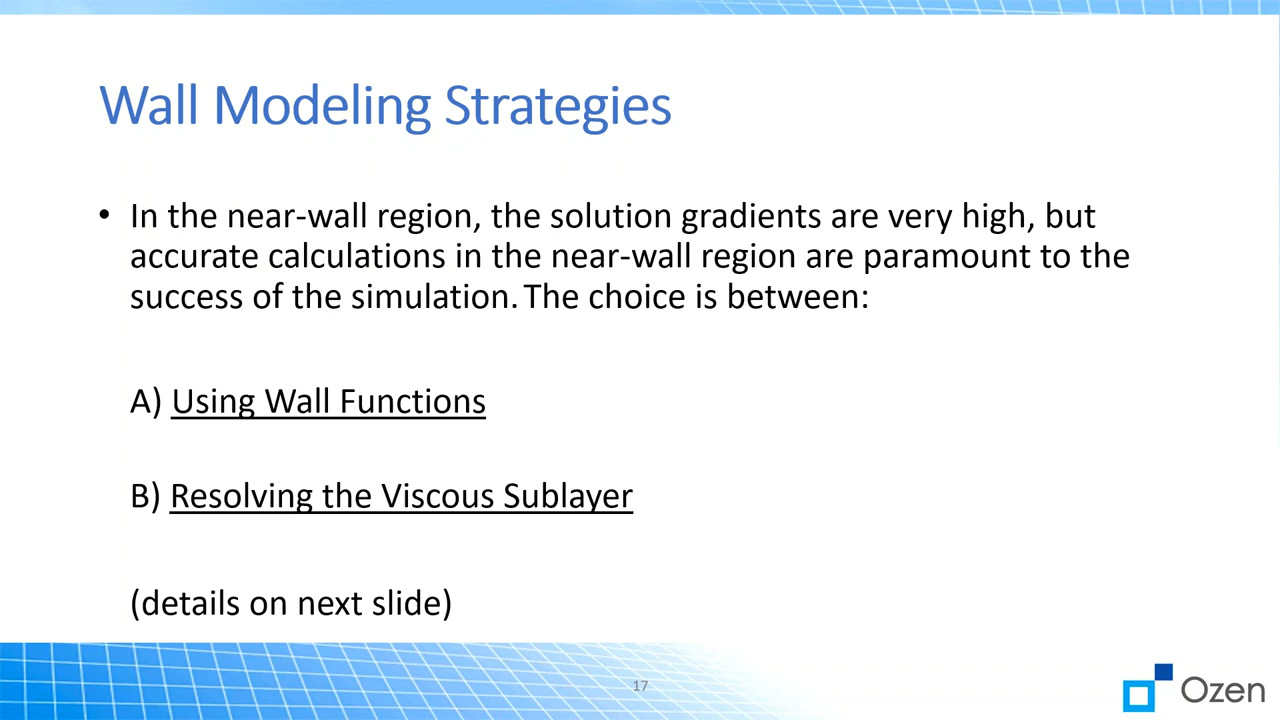 Wall Modeling Strategies
• In the near-wall region, the solution gradients are very high, but
accurate calculations in the near-wall region are paramount to the
success of the simulation. The choice is between:
A) Using Wall Functions
B) Resolving the Viscous Sublayer
(details on next slide)
17
Ozen